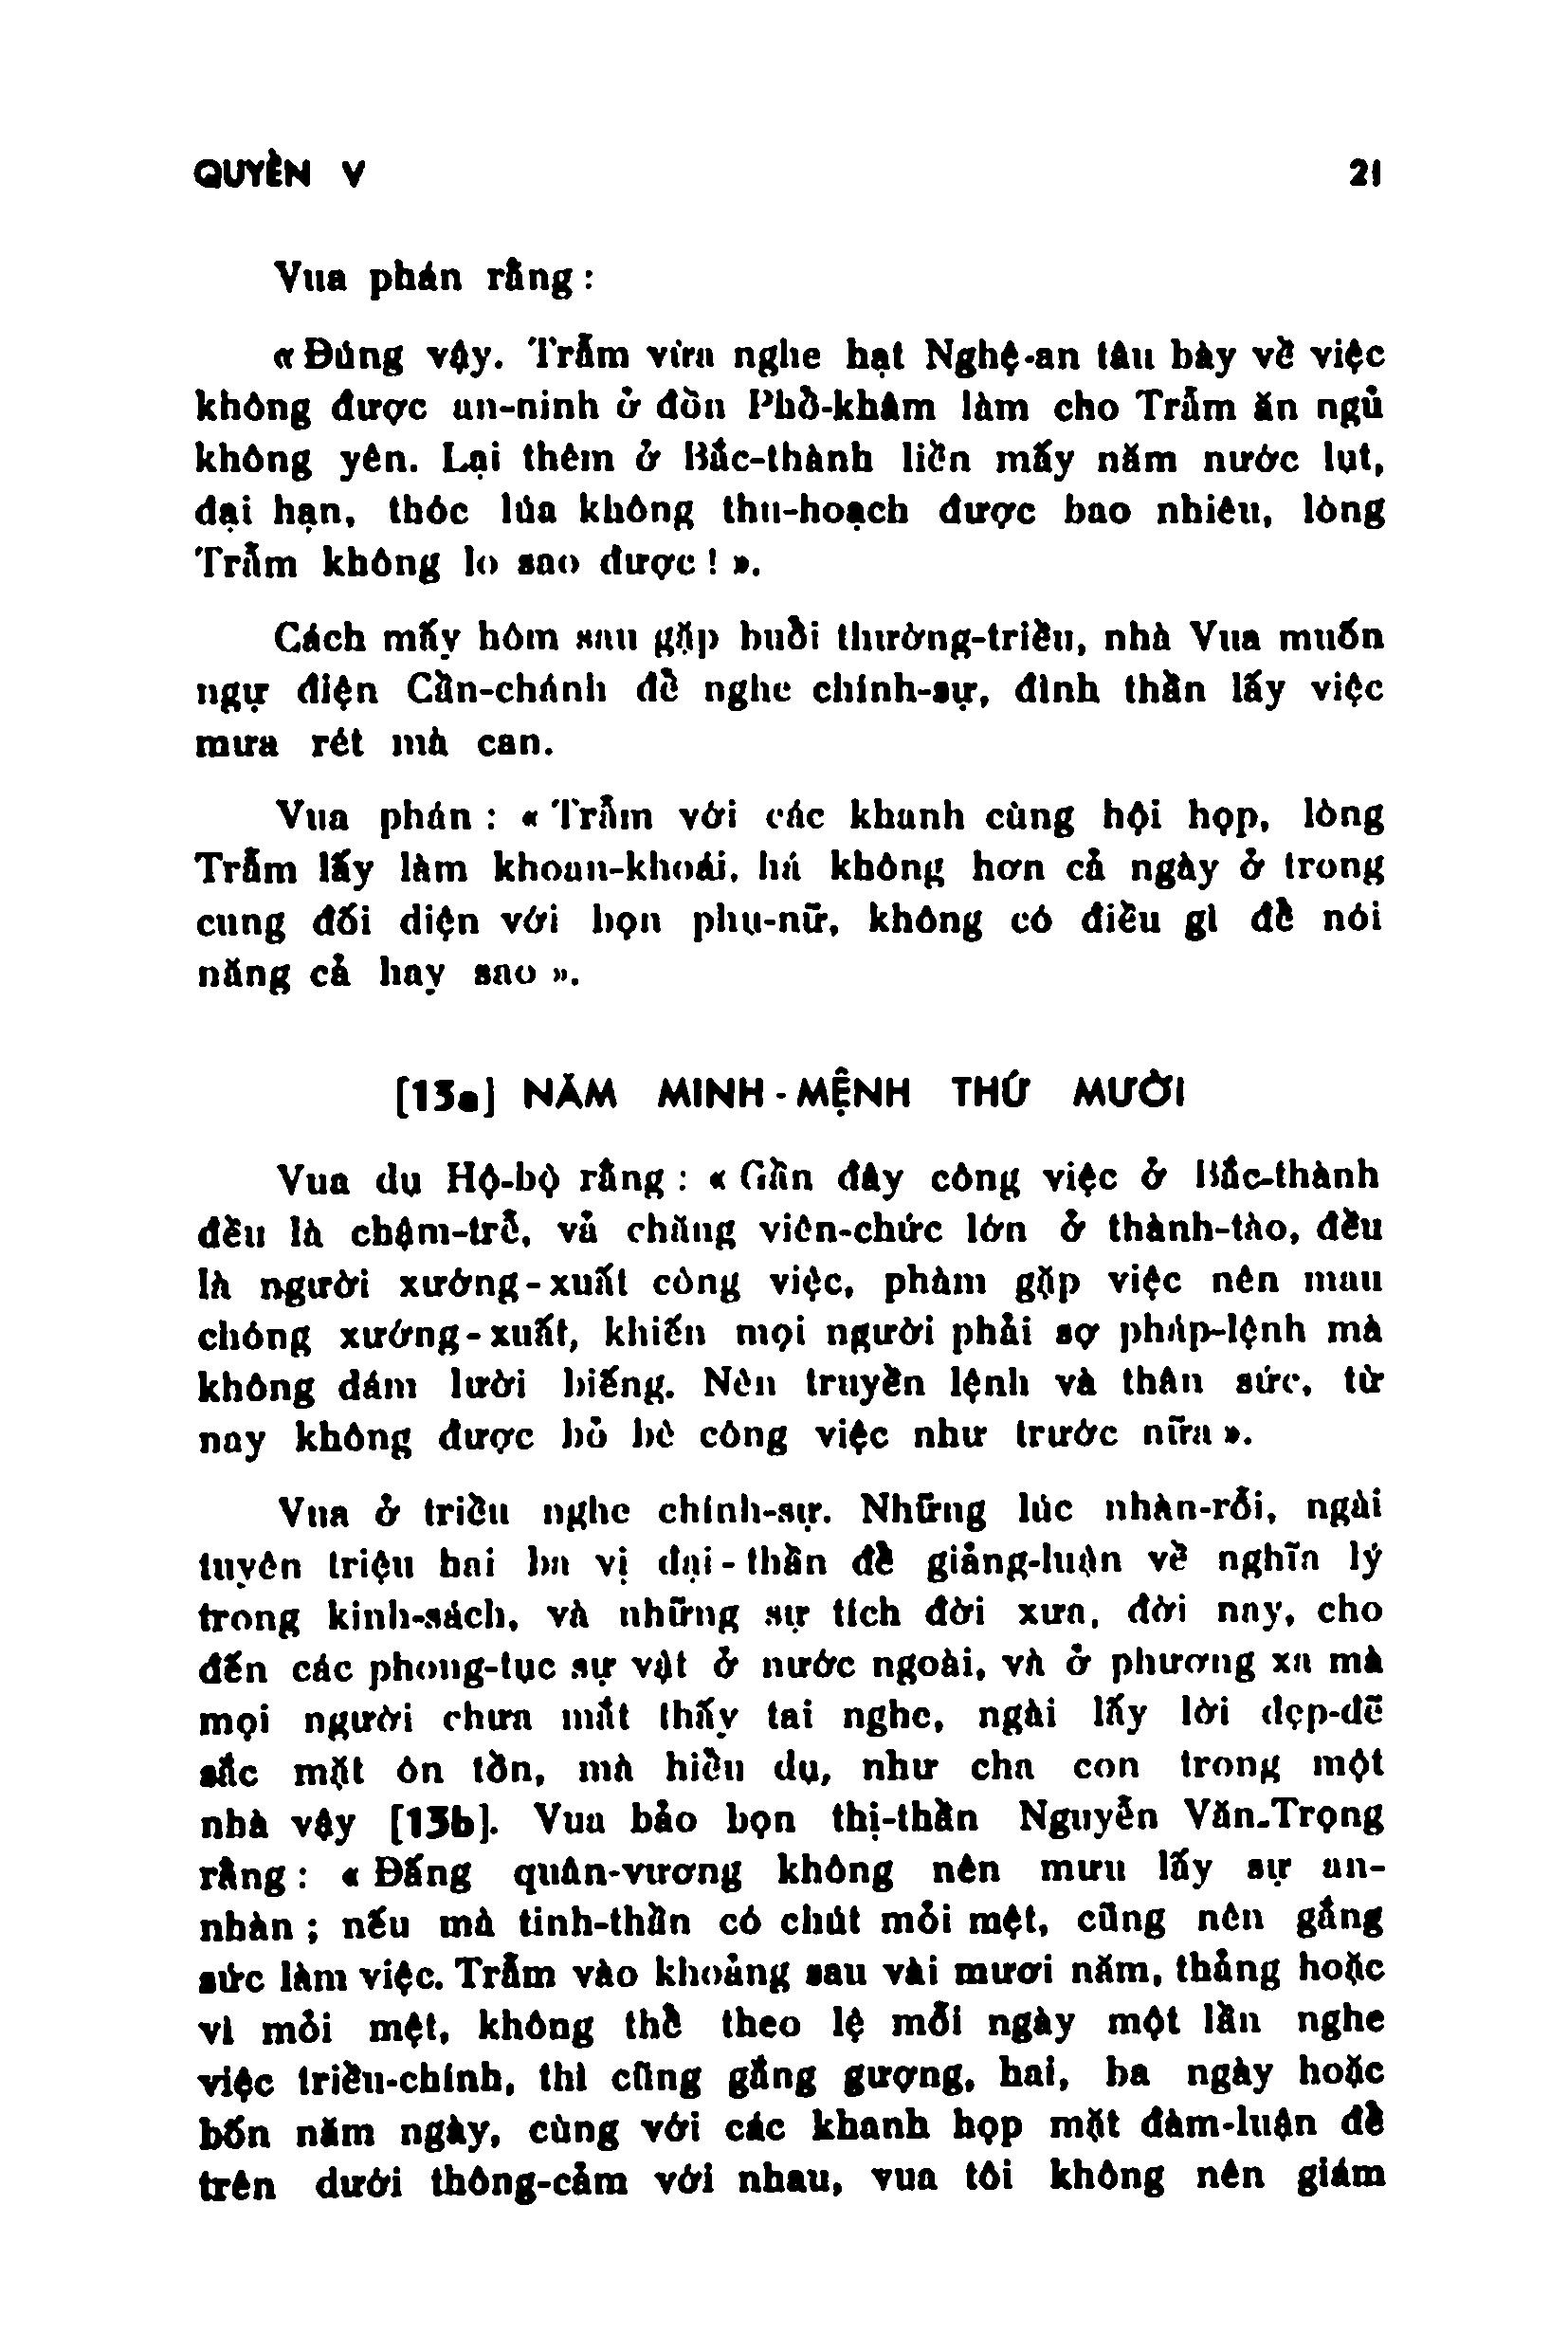 QUYỂN V 21
Vua phán rằng :
« Đúng vậy. Trẫm vừa nghe hạt Nghệ-an tâu bày về việc
không được an-ninh ở đồn Phổ-khâm làm cho Trẫm ăn ngủ
không yên. Lại thêm ở Bắc-thành liền mấy năm nước lụt,
đại hạn, thóc lúa không thu-hoạch được bao nhiêu, lòng
Trẫm không lo sao được ! ».
Cách mấy hôm sau gặp buổi thường-triều, nhà Vua muốn
ngự điện Cần-chánh để nghe chính-sự, đình thần lấy việc
mưa rét mà can.
Vua phán : « Trẫm với các khanh cùng hội họp, lòng
Trẫm lấy làm khoan-khoái, há không hơn cả ngày ở trong
cung đối diện với bọn phụ-nữ, không có điều gì để nói
năng cả hay sao ».
[13a] NĂM MINH - MỆNH THỨ MƯỜI
Vua dụ Hộ-bộ rằng : « Gần đây công việc ở Bắc-thành
đều là chậm-trễ, vả chăng viên-chức lớn ở thành-tào, đều
là người xướng - xuất công việc, phàm gặp việc nên mau
chóng xướng - xuất, khiến mọi người phải sợ pháp-lệnh mà
không dám lười biếng. Nên truyền lệnh và thân sức, từ
nay không được bỏ bê công việc như trước nữa ».
Vua ở triều nghe chính-sự. Những lúc nhàn-rỗi, ngài
tuyên triệu hai ba vị đại - thần để giảng-luận về nghĩa lý
trong kinh-sách, và những sự tích đời xưa, đời nay, cho
đến các phong-tục sự vật ở nước ngoài, và ở phương xa mà
mọi người chưa mắt thấy tai nghe, ngài lấy lời đẹp-dẽ
sắc mặt ôn tồn, mà hiểu dụ, như cha con trong một
nhà vậy [13b]. Vua bảo bọn thị-thần Nguyễn Văn-Trọng
rằng : « Đấng quân-vương không nên mưu lấy sự an-
nhàn ; nếu mà tinh-thần có chút mỏi mệt, cũng nên gắng
sức làm việc. Trẫm vào khoảng sau vài mươi năm, thảng hoặc
vì mỏi mệt, không thể theo lệ mỗi ngày một lần nghe
việc triều-chính, thì cũng gắng gượng, hai, ba ngày hoặc
bốn năm ngày, cùng với các khanh họp mặt đàm-luận để
trên dưới thông-cảm với nhau, vua tôi không nên giám